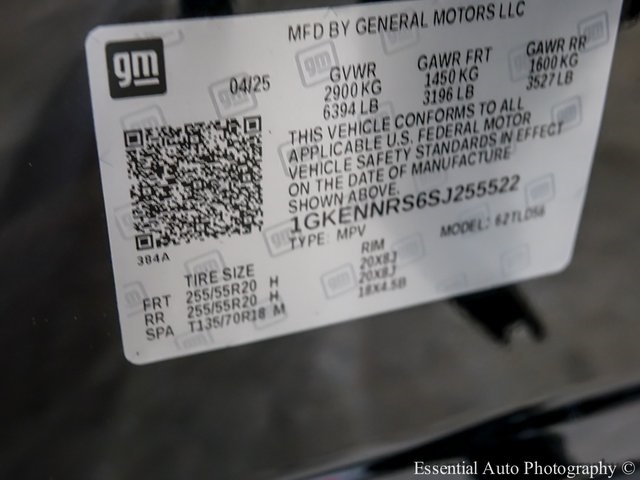 MFD BY GENERAL MOTORS LLC
gm
04/25
GVWR GAWR FRT GAWR RR
2900 KG 1450 KG 1600 KG
6394 LB 3196 LB 3527 LB
THIS VEHICLE CONFORMS TO ALL
APPLICABLE U.S. FEDERAL MOTOR
VEHICLE SAFETY STANDARDS IN EFFECT
ON THE DATE OF MANUFACTURE
SHOWN ABOVE.
1GKENNRS6SJ255522
TYPE: MPV MODEL: 62TLD56
384A
TIRE SIZE RIM
FRT 255/55R20 H 20X8J
RR 255/55R20 H 20X8J
SPA T135/70R18 M 18X4.5B
Essential Auto Photography ©